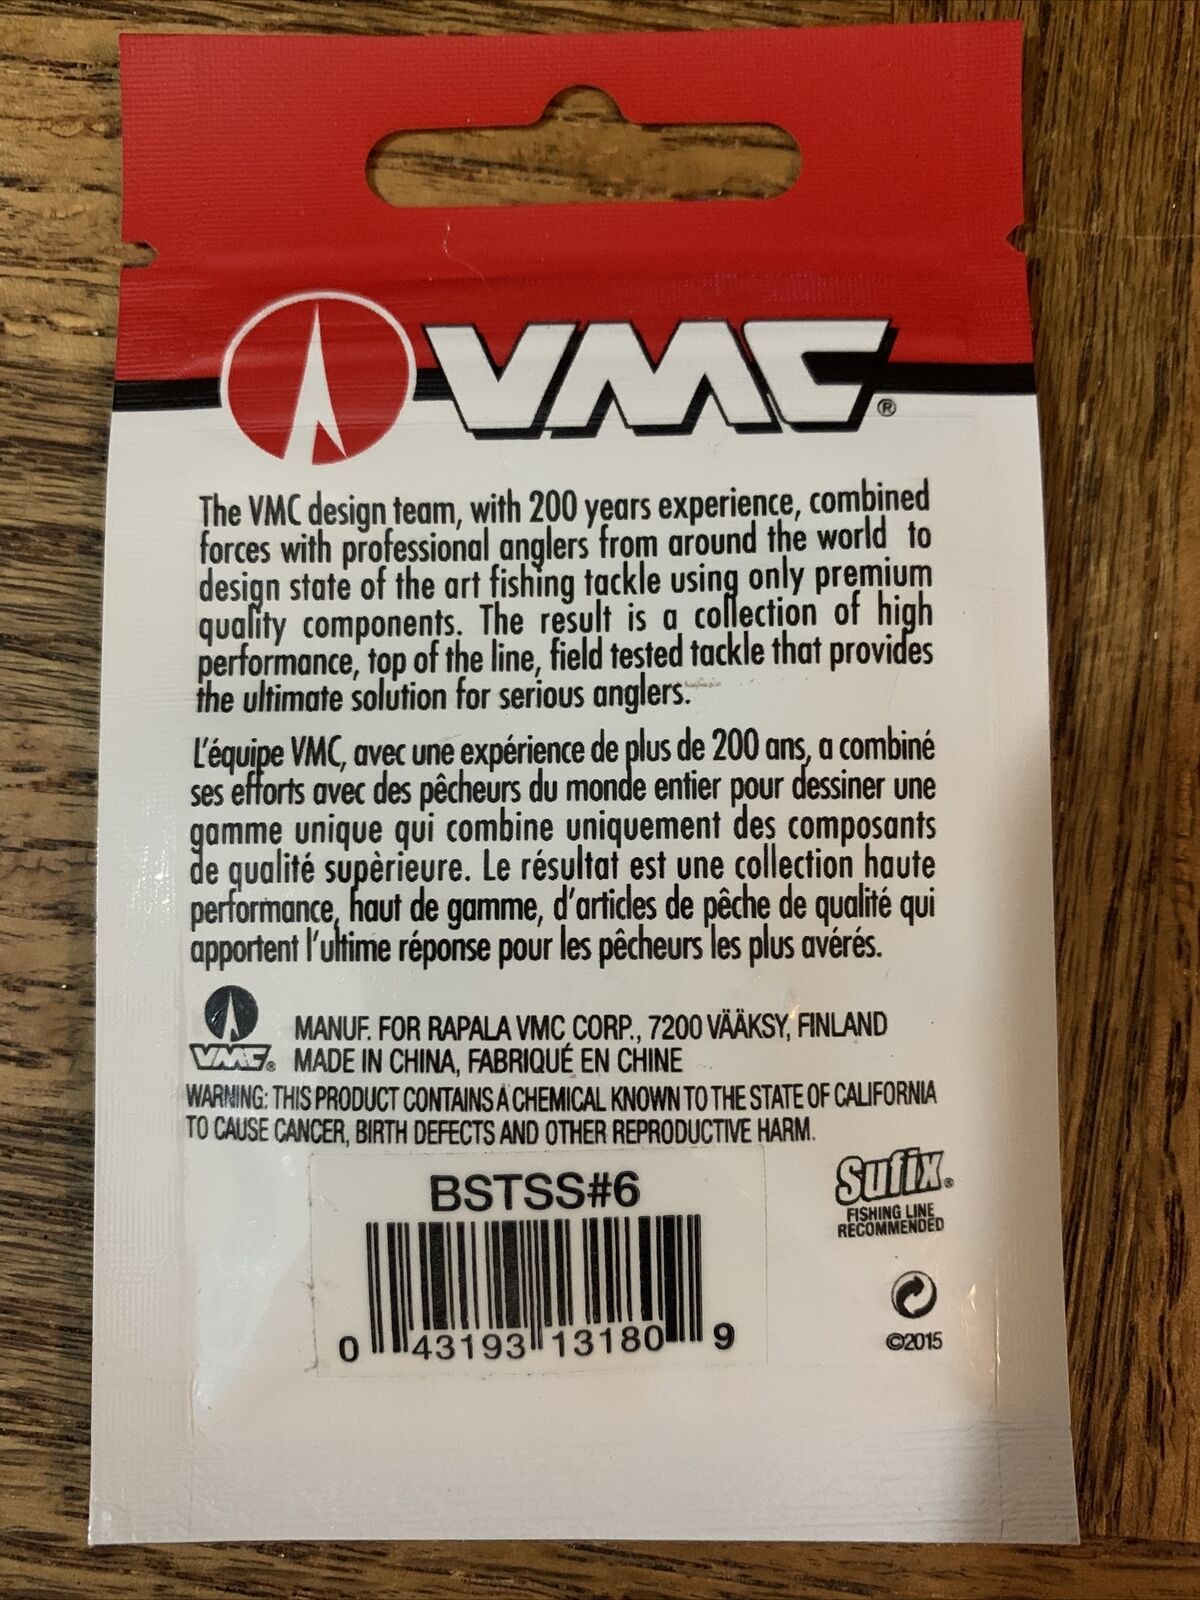 VMC®
The VMC design team, with 200 years experience, combined
forces with professional anglers from around the world to
design state of the art fishing tackle using only premium
quality components. The result is a collection of high
performance, top of the line, field tested tackle that provides
the ultimate solution for serious anglers.
L'équipe VMC, avec une expérience de plus de 200 ans, a combiné
ses efforts avec des pêcheurs du monde entier pour dessiner une
gamme unique qui combine uniquement des composants
de qualité supèrieure. Le résultat est une collection haute
performance, haut de gamme, d'articles de pêche de qualité qui
apportent l'ultime réponse pour les pêcheurs les plus avérés.
VMC®
MANUF. FOR RAPALA VMC CORP., 7200 VÄÄKSY, FINLAND
MADE IN CHINA, FABRIQUÉ EN CHINE
WARNING: THIS PRODUCT CONTAINS A CHEMICAL KNOWN TO THE STATE OF CALIFORNIA
TO CAUSE CANCER, BIRTH DEFECTS AND OTHER REPRODUCTIVE HARM.
BSTSS#6
0 43193 13180 9
Sufix®
FISHING LINE
RECOMMENDED
©2015